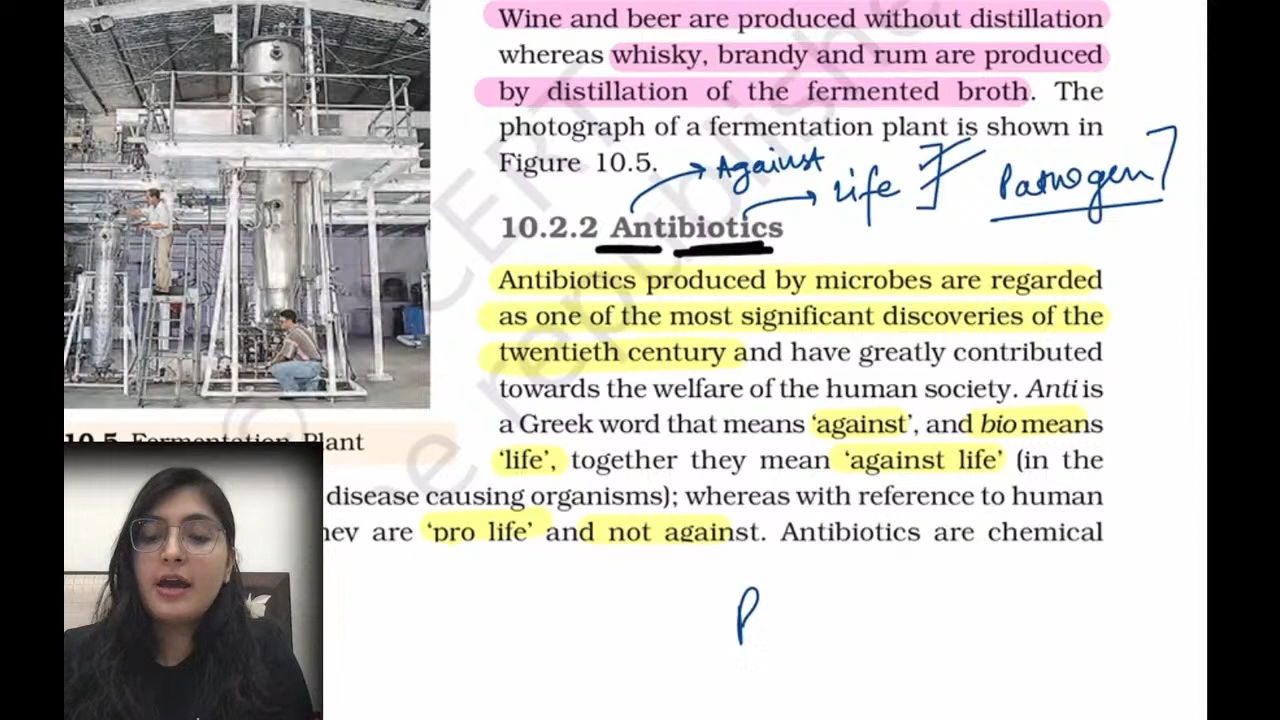 Wine and beer are produced without distillation
whereas whisky, brandy and rum are produced
by distillation of the fermented broth. The
photograph of a fermentation plant is shown in
Figure 10.5.
Against
Life
Pathogen
10.2.2 Antibiotics
Antibiotics produced by microbes are regarded
as one of the most significant discoveries of the
twentieth century and have greatly contributed
towards the welfare of the human society. Anti is
a Greek word that means ‘against’, and bio means
‘life’, together they mean ‘against life’ (in the
disease causing organisms); whereas with reference to human
are ‘pro life’ and not against. Antibiotics are chemical
10.5 Fermentation Plant
P